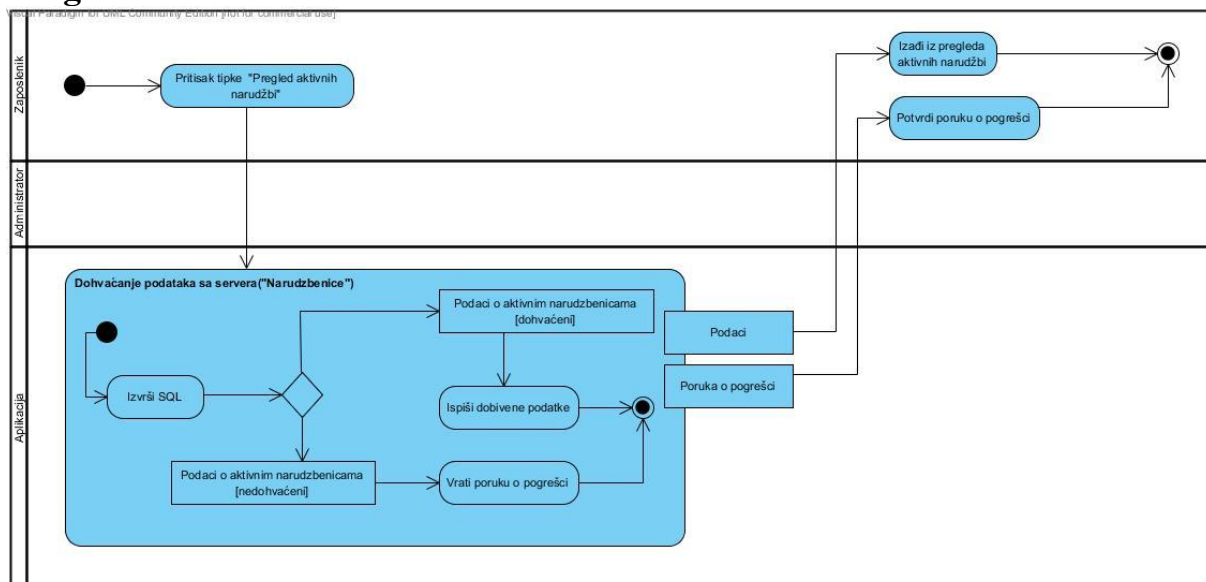 Visual Paradigm for UML Community Edition [not for commercial use]
Zaposlenik
Pritisak tipke "Pregled aktivnih
narudžbi"
Izađi iz pregleda
aktivnih narudžbi
Potvrdi poruku o pogrešci
Administrator
Aplikacija
Dohvaćanje podataka sa servera("Narudzbenice")
Podaci o aktivnim narudzbenicama
[dohvaćeni]
Podaci
Poruka o pogrešci
Izvrši SQL
Ispiši dobivene podatke
Podaci o aktivnim narudzbenicama
[nedohvaćeni]
Vrati poruku o pogrešci